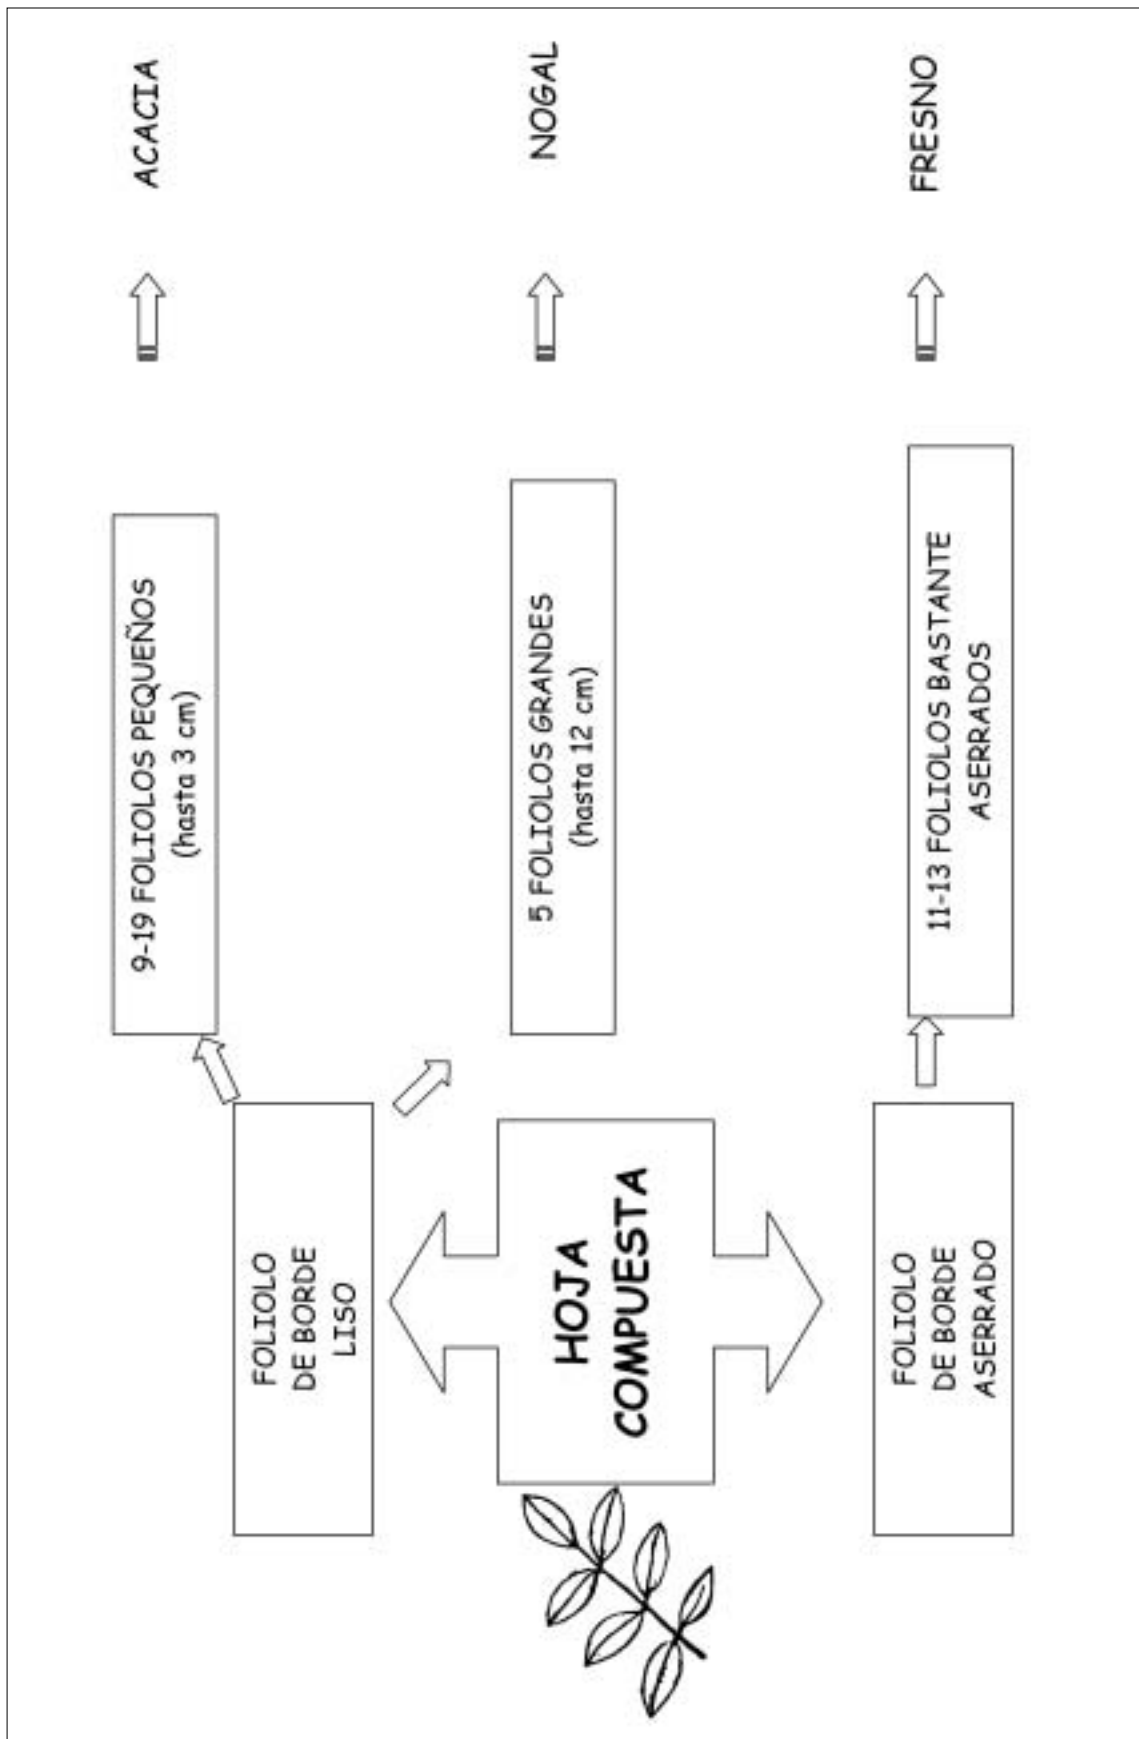 FOLIOLO
DE BORDE
LISO
9-19 FOLIOLOS PEQUEÑOS
(hasta 3 cm)
ACACIA
HOJA
COMPUESTA
5 FOLIOLOS GRANDES
(hasta 12 cm)
NOGAL
FOLIOLO
DE BORDE
ASERRADO
11-13 FOLIOLOS BASTANTE
ASERRADOS
FRESNO